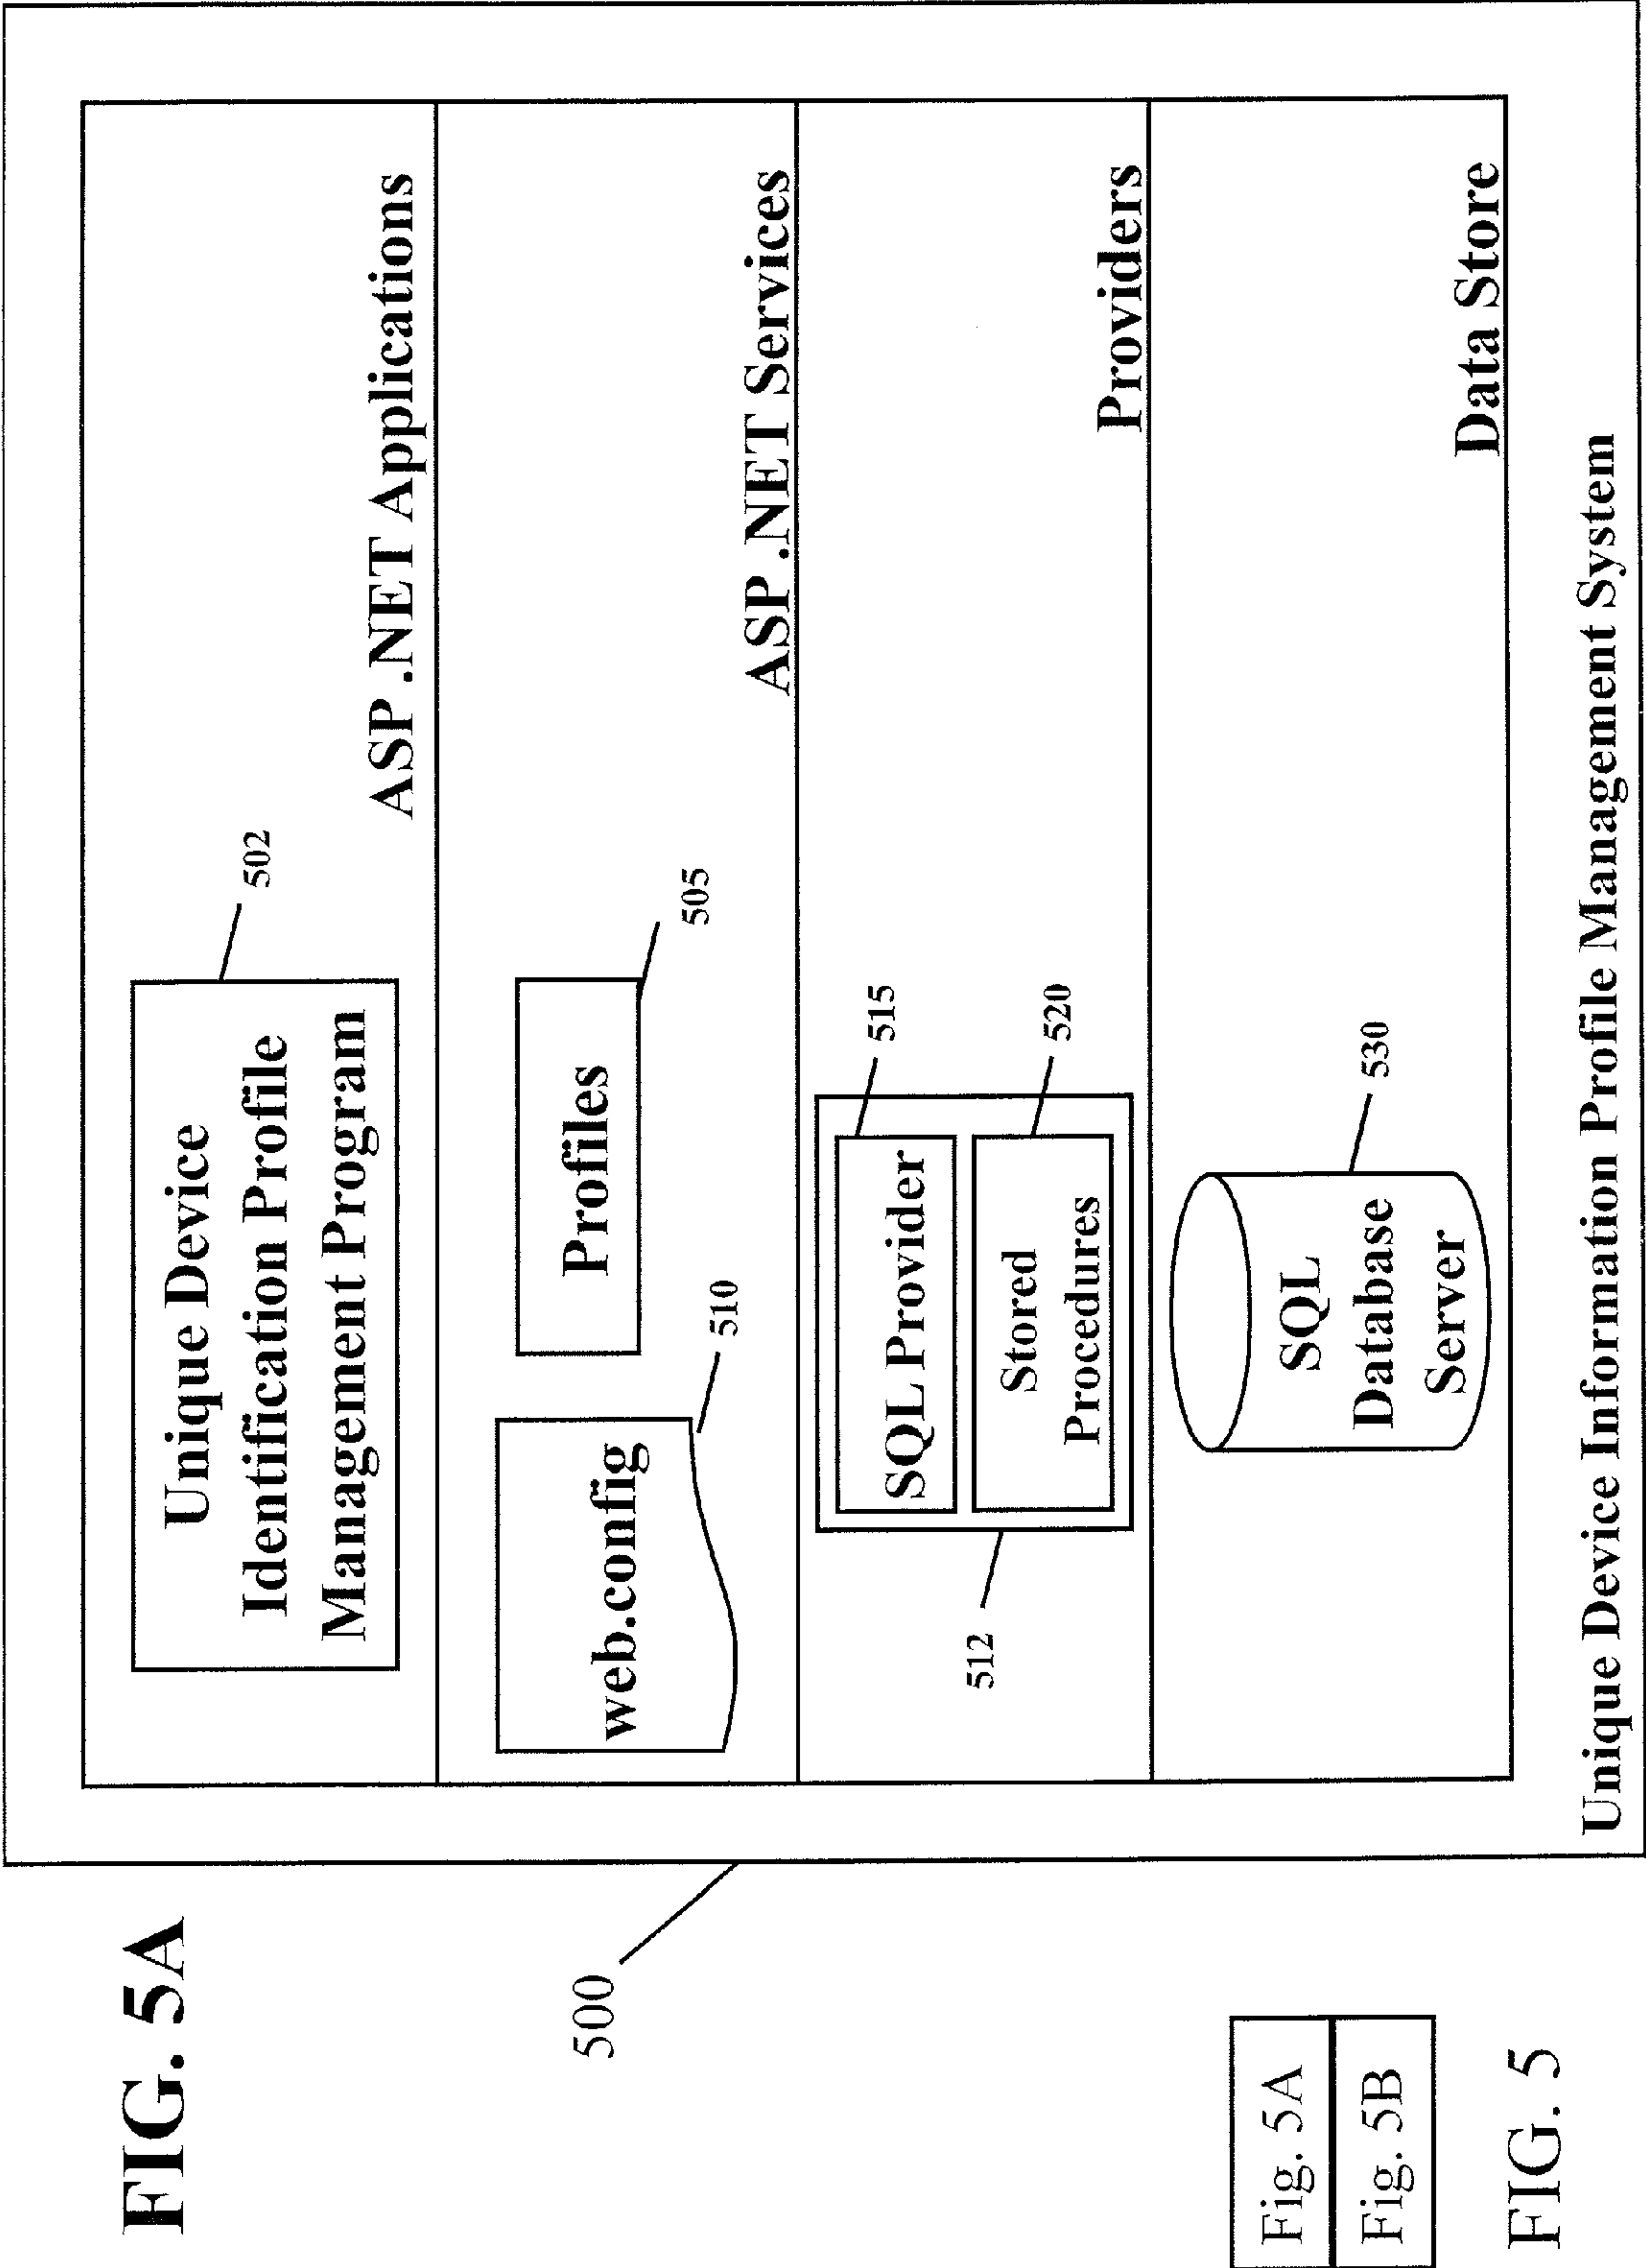 FIG. 5A
500
Unique Device
Identification Profile
Management Program
502
ASP .NET Applications
web.config
510
Profiles
505
ASP .NET Services
512
SQL Provider
515
Stored
Procedures
520
Providers
SQL
Database
Server
530
Data Store
Unique Device Information Profile Management System
Fig. 5A
Fig. 5B
FIG. 5